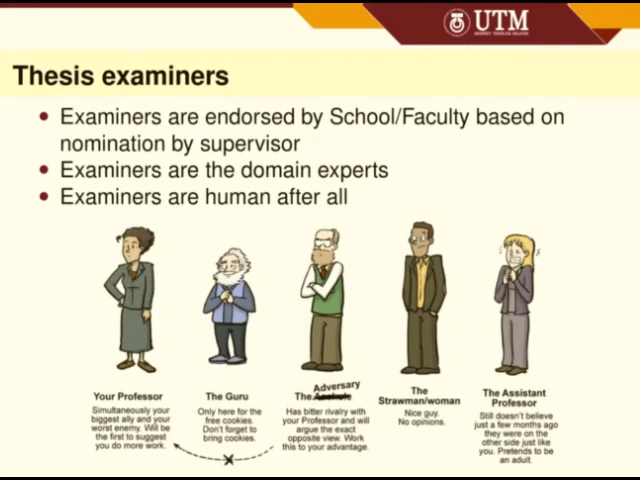 UTM
Thesis examiners
• Examiners are endorsed by School/Faculty based on
nomination by supervisor
• Examiners are the domain experts
• Examiners are human after all
Your Professor
Simultaneously your
biggest ally and your
worst enemy. Will be
the first to suggest
you do more work.
The Guru
Only here for the
free cookies.
Don't forget to
bring cookies.
Adversary
The
Has bitter rivalry with
your Professor and will
argue the exact
opposite view. Work
this to your advantage.
The
Strawman/woman
Nice guy.
No opinions.
The Assistant
Professor
Still doesn't believe
just a few months ago
they were on the
other side just like
you. Pretends to be
an adult.